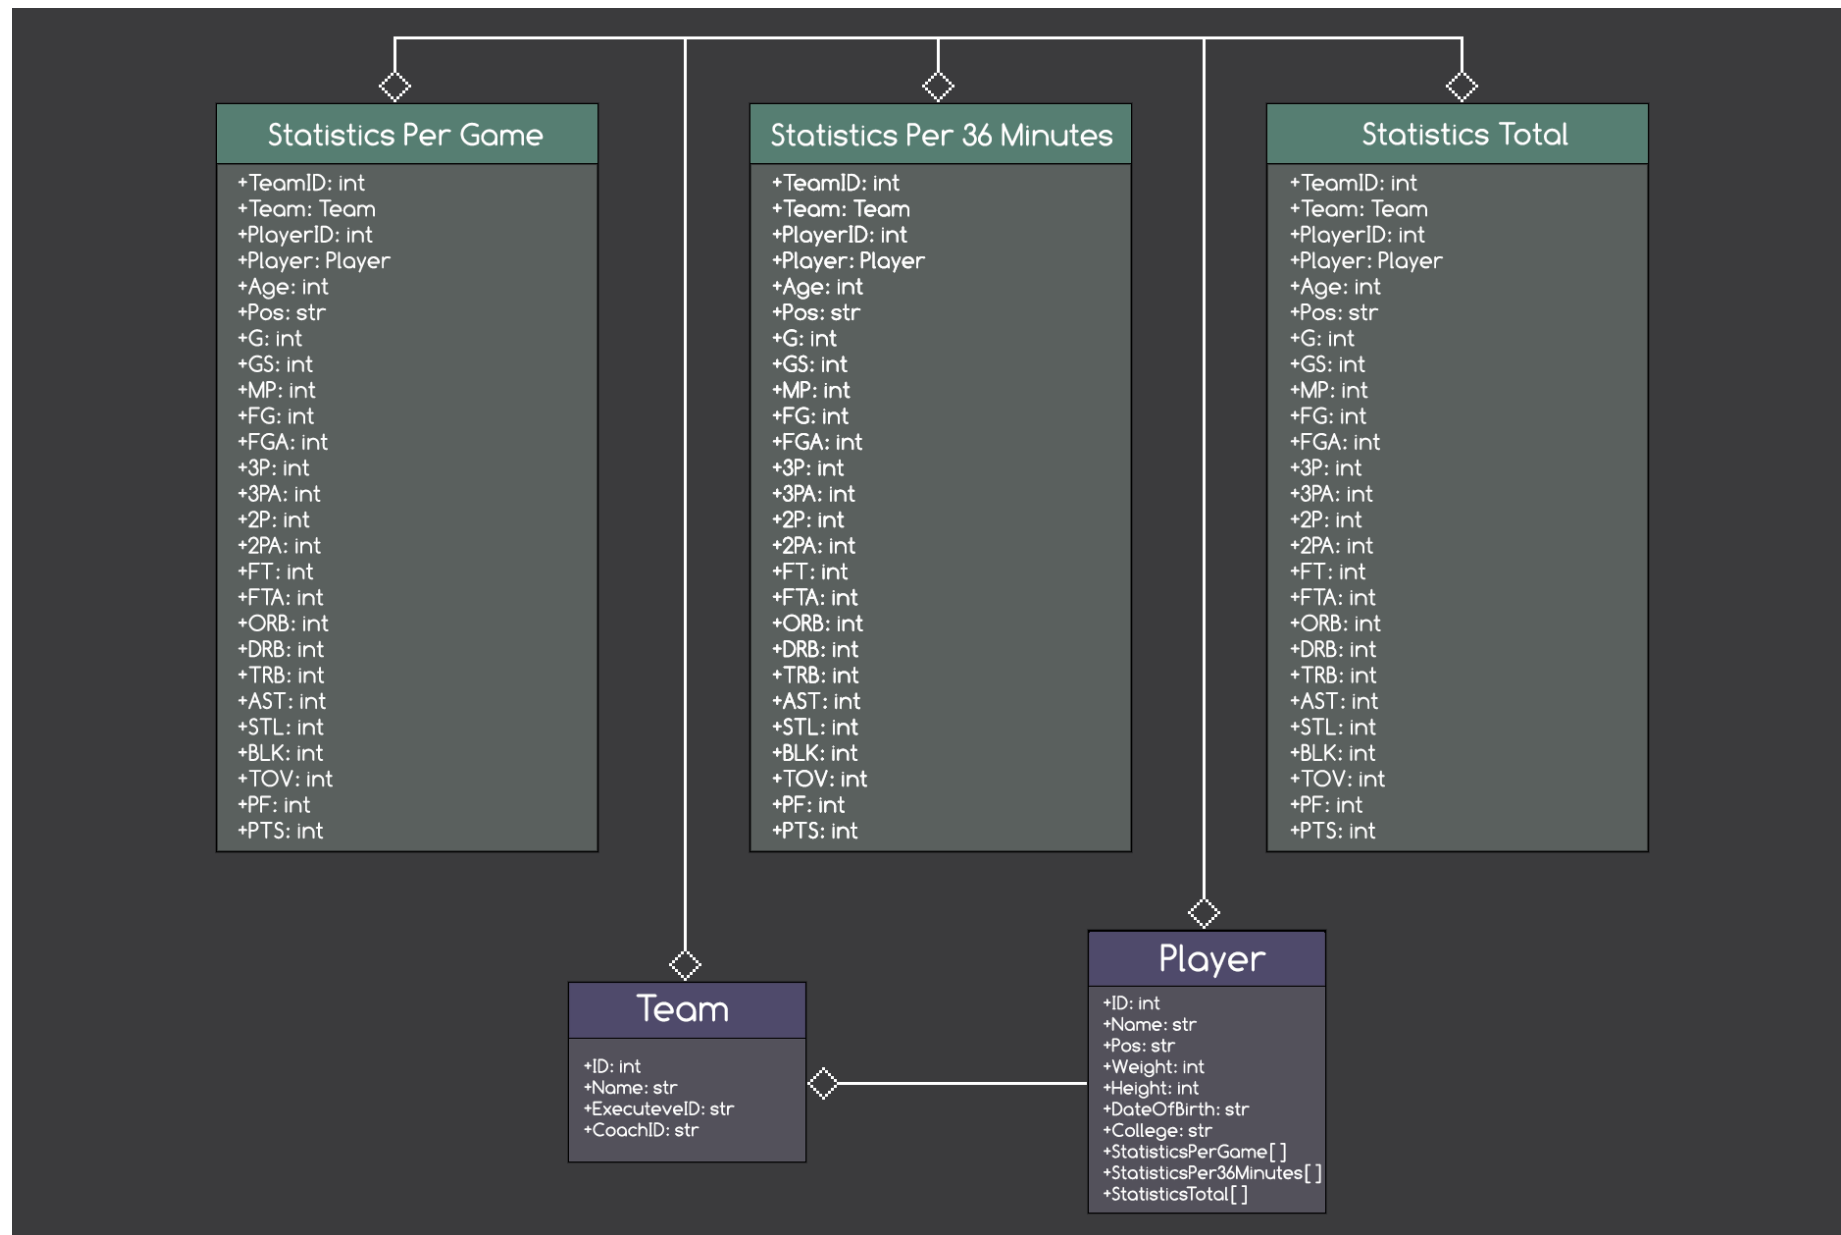 Statistics Per Game
+TeamID: int
+Team: Team
+PlayerID: int
+Player: Player
+Age: int
+Pos: str
+G: int
+GS: int
+MP: int
+FG: int
+FGA: int
+3P: int
+3PA: int
+2P: int
+2PA: int
+FT: int
+FTA: int
+ORB: int
+DRB: int
+TRB: int
+AST: int
+STL: int
+BLK: int
+TOV: int
+PF: int
+PTS: int
Statistics Per 36 Minutes
+TeamID: int
+Team: Team
+PlayerID: int
+Player: Player
+Age: int
+Pos: str
+G: int
+GS: int
+MP: int
+FG: int
+FGA: int
+3P: int
+3PA: int
+2P: int
+2PA: int
+FT: int
+FTA: int
+ORB: int
+DRB: int
+TRB: int
+AST: int
+STL: int
+BLK: int
+TOV: int
+PF: int
+PTS: int
Statistics Total
+TeamID: int
+Team: Team
+PlayerID: int
+Player: Player
+Age: int
+Pos: str
+G: int
+GS: int
+MP: int
+FG: int
+FGA: int
+3P: int
+3PA: int
+2P: int
+2PA: int
+FT: int
+FTA: int
+ORB: int
+DRB: int
+TRB: int
+AST: int
+STL: int
+BLK: int
+TOV: int
+PF: int
+PTS: int
Team
+ID: int
+Name: str
+ExecuteveID: str
+CoachID: str
Player
+ID: int
+Name: str
+Pos: str
+Weight: int
+Height: int
+DateOfBirth: str
+College: str
+StatisticsPerGame[ ]
+StatisticsPer36Minutes[ ]
+StatisticsTotal[ ]